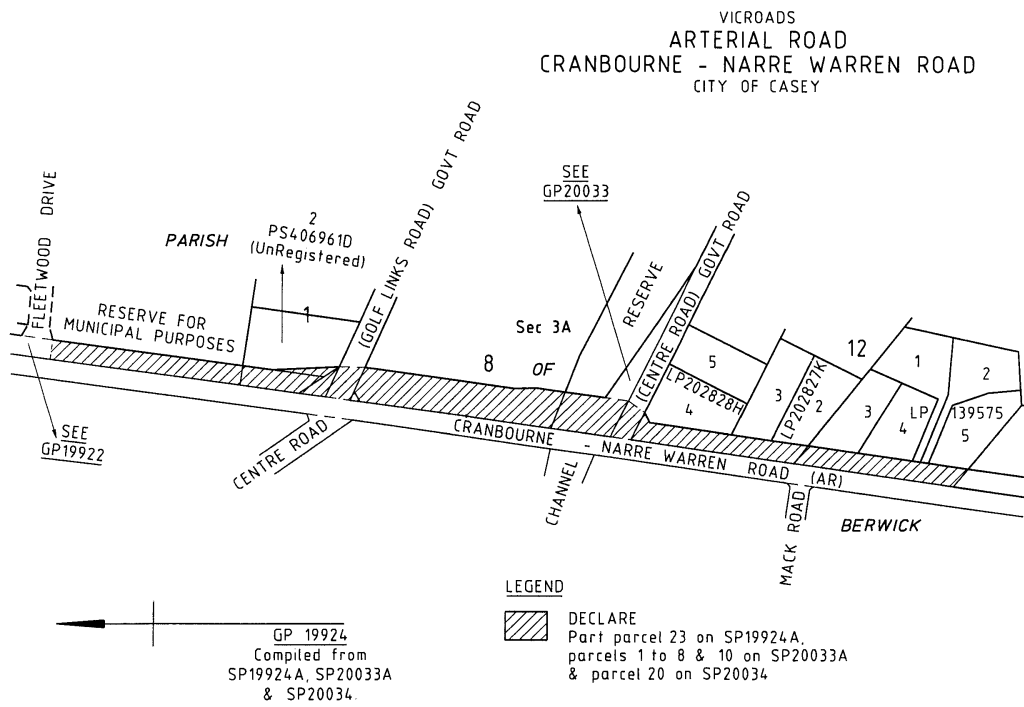 VICROADS
ARTERIAL ROAD
CRANBOURNE - NARRE WARREN ROAD
CITY OF CASEY
FLEETWOOD DRIVE
PARISH
2
PS406961D
(UnRegistered)
(GOLF LINKS ROAD) GOVT ROAD
SEE
GP20033
RESERVE
(CENTRE ROAD) GOVT ROAD
RESERVE FOR
MUNICIPAL PURPOSES
1
Sec 3A
8 OF
12
5
LP202828H
4
3
LP202827K
2
1
2
3
LP 139575
4
5
SEE
GP19922
CENTRE ROAD
CRANBOURNE - NARRE WARREN ROAD (AR)
CHANNEL
MACK ROAD
BERWICK
LEGEND
DECLARE
Part parcel 23 on SP19924A,
parcels 1 to 8 & 10 on SP20033A
& parcel 20 on SP20034
GP 19924
Compiled from
SP19924A, SP20033A
& SP20034.